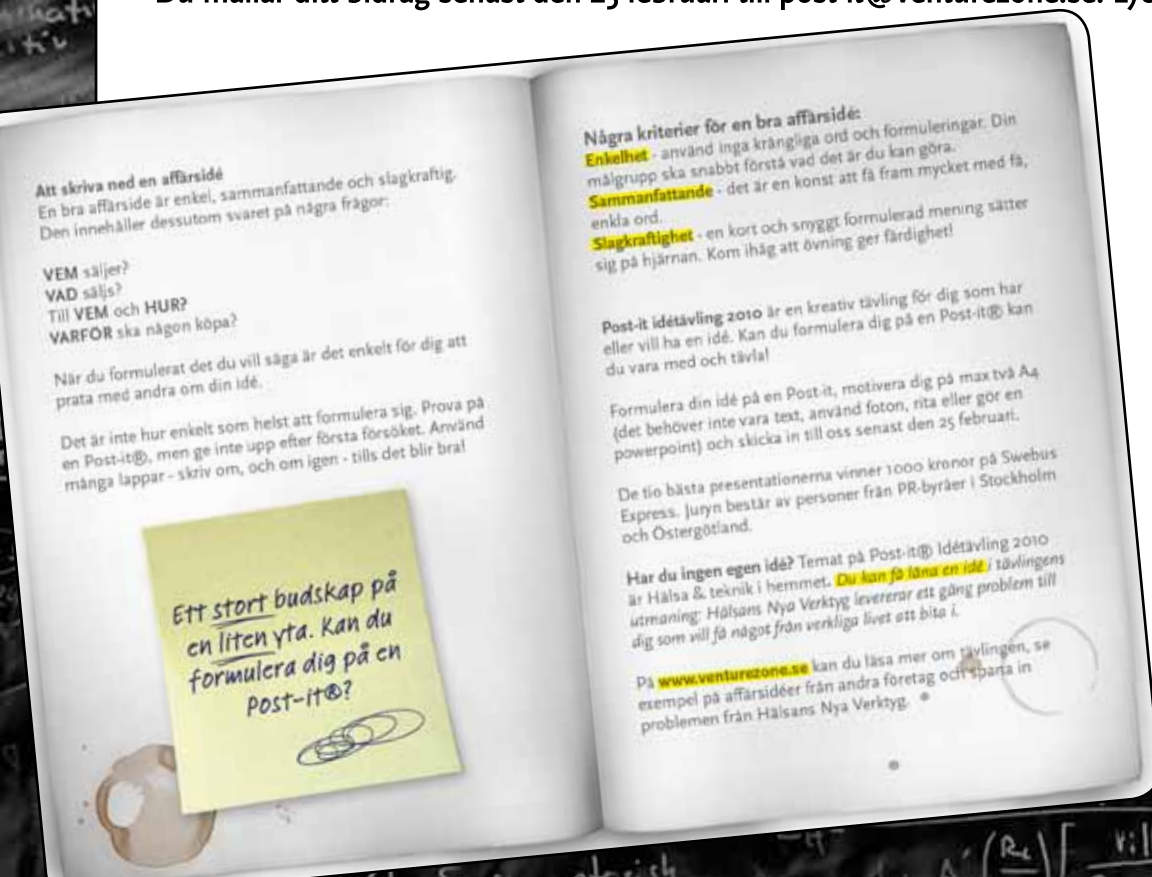 Du mailar ditt bidrag senast den 25 februari till post-it@venturezone.se.
Att skriva ned en affärsidé
En bra affärside är enkel, sammanfattande och slagkraftig.
Den innehåller dessutom svaret på några frågor:
VEM säljer?
VAD säljs?
Till VEM och HUR?
VARFÖR ska någon köpa?
När du formulerat det du vill säga är det enkelt för dig att
prata med andra om din idé.
Det är inte hur enkelt som helst att formulera sig. Prova på
en Post-it®, men ge inte upp efter första försöket. Använd
många lappar - skriv om, och om igen - tills det blir bra!
Ett stort budskap på
en liten yta. Kan du
formulera dig på en
Post-it®?
Några kriterier för en bra affärsidé:
Enkelhet - använd inga krångliga ord och formuleringar. Din
målgrupp ska snabbt förstå vad det är du kan göra.
Sammanfattande - det är en konst att få fram mycket med få,
enkla ord.
Slagkraftighet - en kort och snyggt formulerad mening sätter
sig på hjärnan. Kom ihåg att övning ger färdighet!
Post-it idétävling 2010 är en kreativ tävling för dig som har
eller vill ha en idé. Kan du formulera dig på en Post-it® kan
du vara med och tävla!
Formulera din idé på en Post-it, motivera dig på max två A4
(det behöver inte vara text, använd foton, rita eller gör en
powerpoint) och skicka in till oss senast den 25 februari.
De tio bästa presentationerna vinner 1000 kronor på Swebus
Express. Juryn består av personer från PR-byråer i Stockholm
och Östergötland.
Har du ingen egen idé? Temat på Post-it® Idétävling 2010
är Hälsa & teknik i hemmet. Du kan få låna en idé i tävlingens
utmaning: Hälsans Nya Verktyg levererar ett gäng problem till
dig som vill få något från verkliga livet att bita i.
På www.venturezone.se kan du läsa mer om tävlingen, se
exempel på affärsidéer från andra företag och spana in
problemen från Hälsans Nya Verktyg.